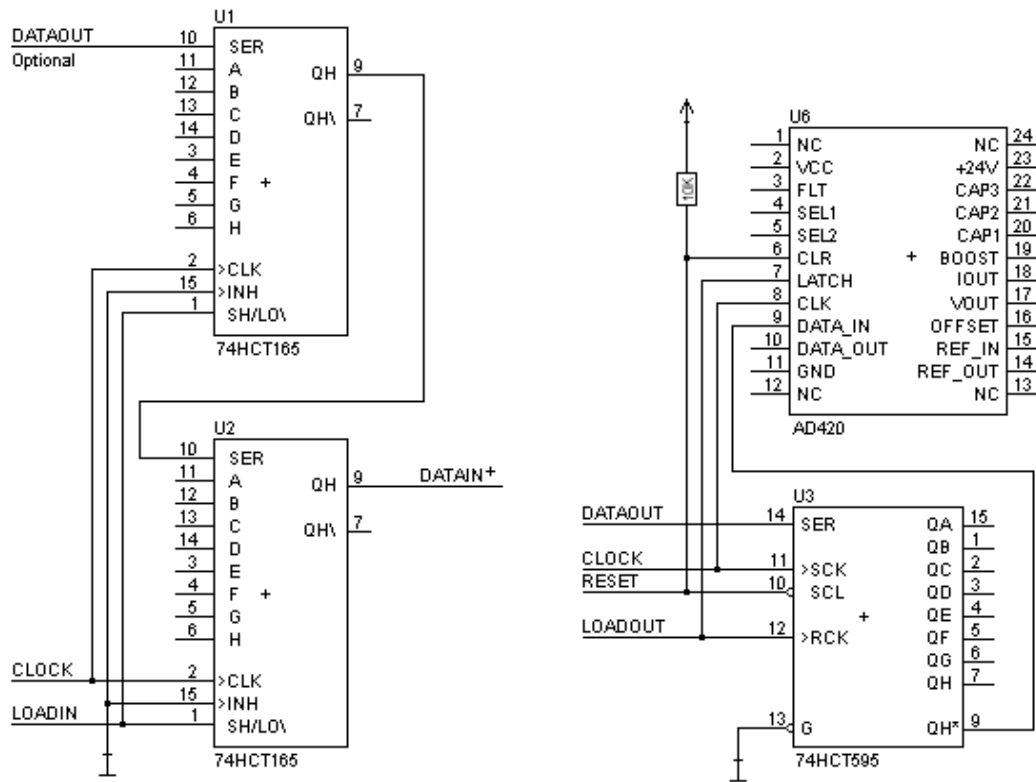 U1
DATAOUT 10 SER
Optional 11 A
12 B
13 C
14 D
3 E
4 F +
5 G
6 H
QH 9
QH\ 7
2 >CLK
15 >INH
1 SH/LO\
74HCT165
U2
10 SER
11 A
12 B
13 C
14 D
3 E
4 F +
5 G
6 H
QH 9 DATAIN+
QH\ 7
CLOCK 2 >CLK
15 >INH
LOADIN 1 SH/LO\
74HCT165
10K
U6
1 NC NC 24
2 VCC +24V 23
3 FLT CAP3 22
4 SEL1 CAP2 21
5 SEL2 CAP1 20
6 CLR + BOOST 19
7 LATCH IOUT 18
8 CLK VOUT 17
9 DATA_IN OFFSET 16
10 DATA_OUT REF_IN 15
11 GND REF_OUT 14
12 NC NC 13
AD420
U3
DATAOUT 14 SER QA 15
QB 1
CLOCK 11 >SCK QC 2
RESET 10 SCL QD 3
QE 4
LOADOUT 12 >RCK + QF 5
QG 6
QH 7
13 G QH* 9
74HCT595